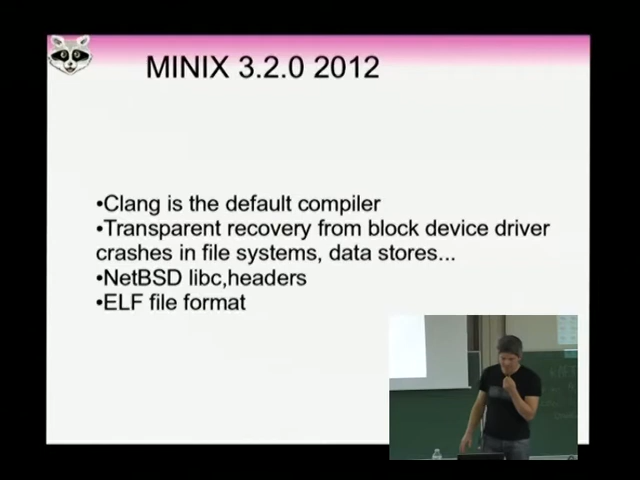 MINIX 3.2.0 2012
•Clang is the default compiler
•Transparent recovery from block device driver
crashes in file systems, data stores...
•NetBSD libc,headers
•ELF file format